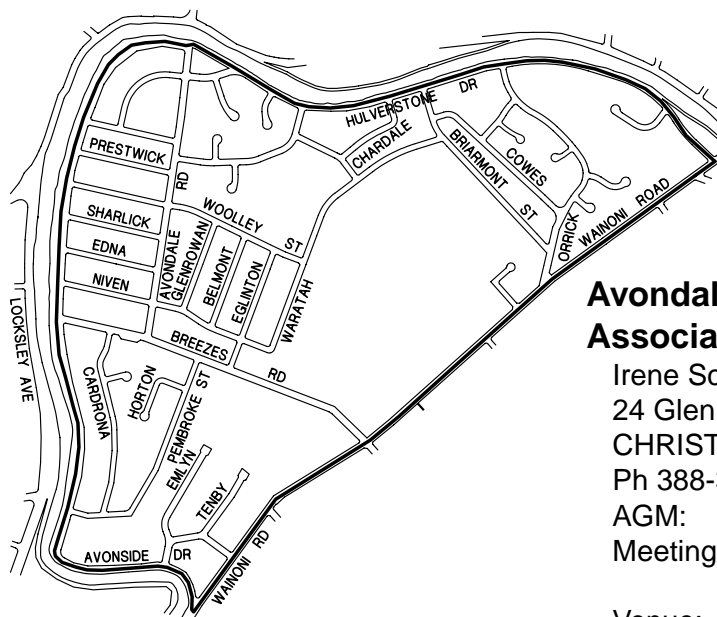 HULVERSTONE DR
CHARDALE
BRIARMONT ST
COWES
ORRICK
WAINONI ROAD
PRESTWICK
AVONDALE RD
WOOLLEY ST
SHARLICK
EDNA
NIVEN
GLENROWAN
BELMONT
EGLINTON
WARATAH
BREEZES RD
LOCKSLEY AVE
CARDRONA
HORTON
PEMBROKE ST
EMLYN
TENBY
AVONSIDE DR
WAINONI RD
Avondal
Associa
Irene Sc
24 Glen
CHRIST
Ph 388-
AGM:
Meeting
Venue: